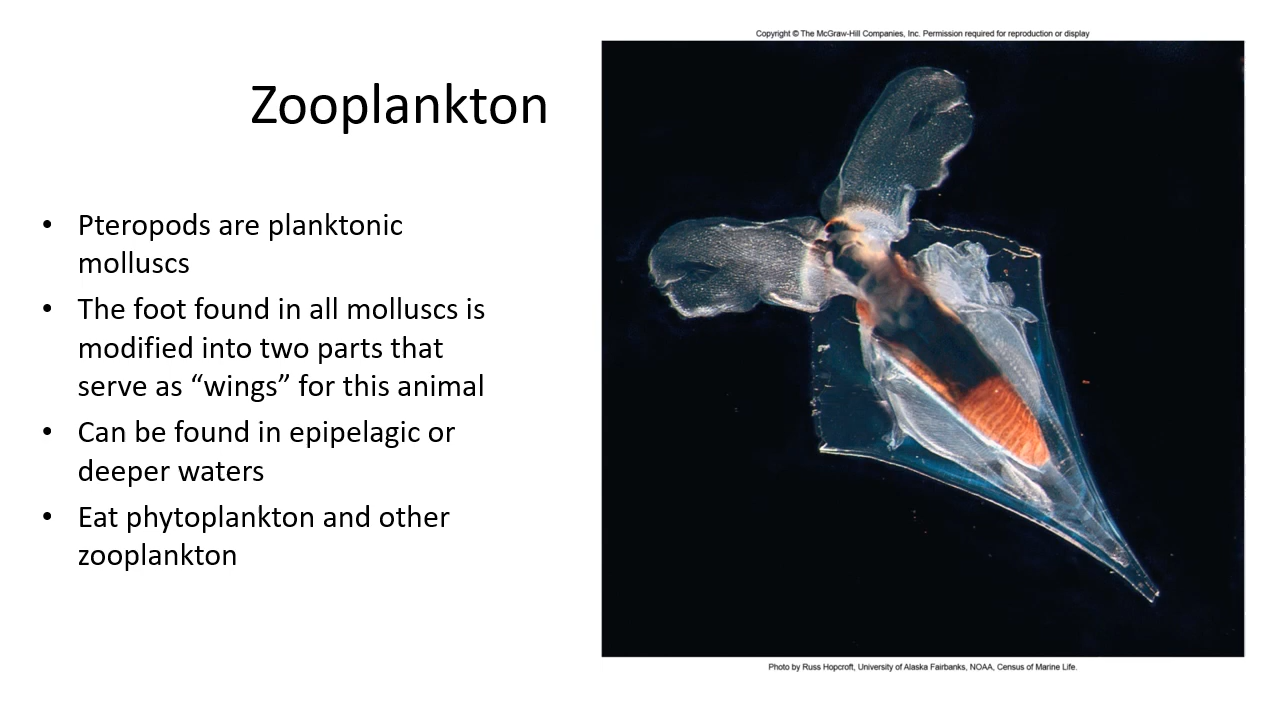 Copyright © The McGraw-Hill Companies, Inc. Permission required for reproduction or display
Zooplankton
• Pteropods are planktonic
molluscs
• The foot found in all molluscs is
modified into two parts that
serve as “wings” for this animal
• Can be found in epipelagic or
deeper waters
• Eat phytoplankton and other
zooplankton
Photo by Russ Hopcroft, University of Alaska Fairbanks, NOAA, Census of Marine Life.